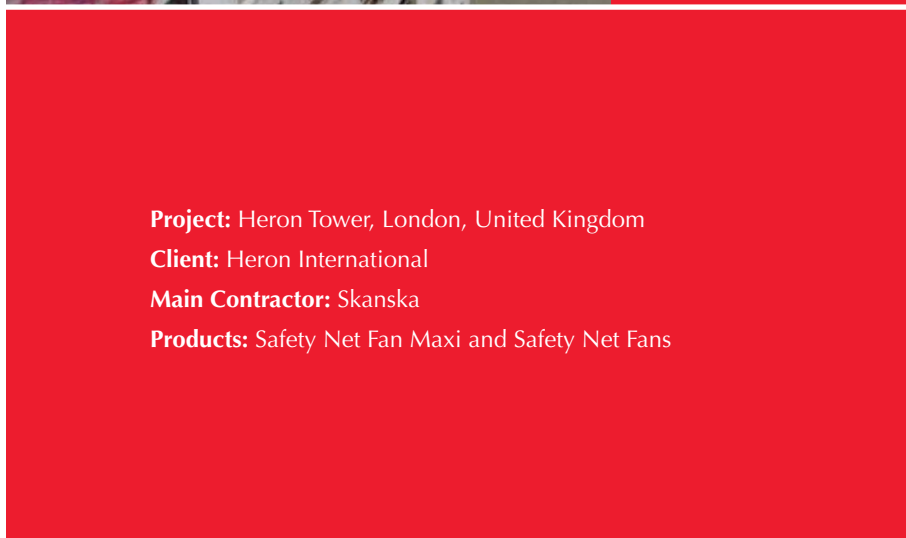 Project: Heron Tower, London, United Kingdom
Client: Heron International
Main Contractor: Skanska
Products: Safety Net Fan Maxi and Safety Net Fans